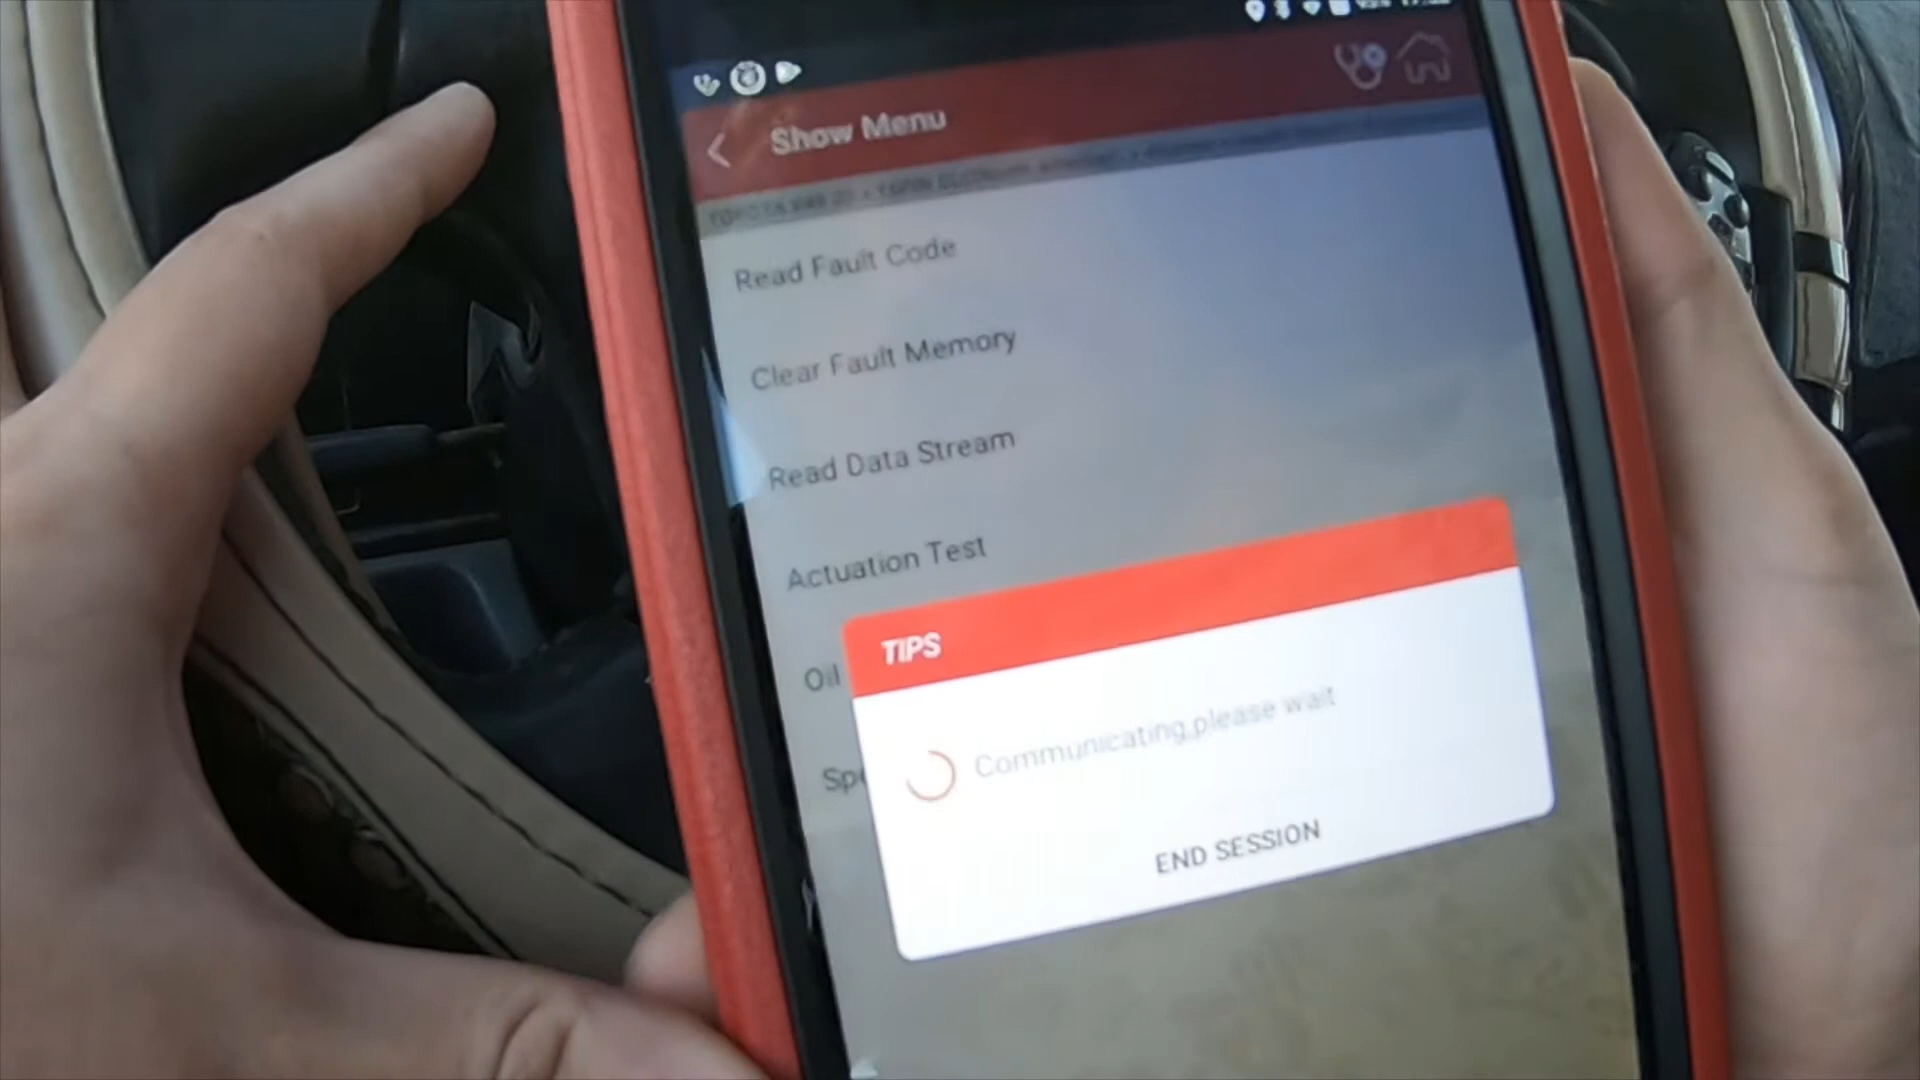 Show Menu
TOYOTA
Read Fault Code
Clear Fault Memory
Read Data Stream
Actuation Test
Oil
TIPS
Communicating,please wait
Spe
END SESSION